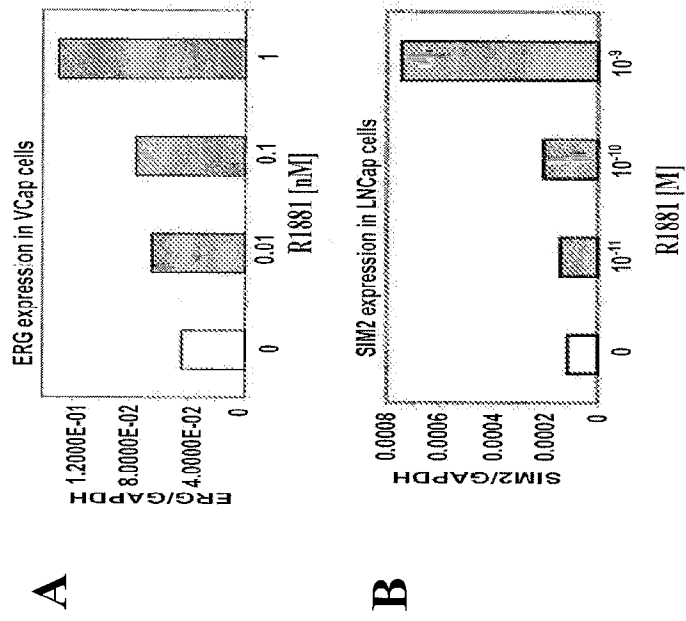 A
ERG expression in VCap cells
ERG/GAPDH
1.2000E-01
8.0000E-02
4.0000E-02
0
0 0.01 0.1 1
R1881 [nM]
B
SIM2 expression in LNCap cells
SIM2/GAPDH
0.0008
0.0006
0.0004
0.0002
0
0 10⁻¹¹ 10⁻¹⁰ 10⁻⁹
R1881 [M]